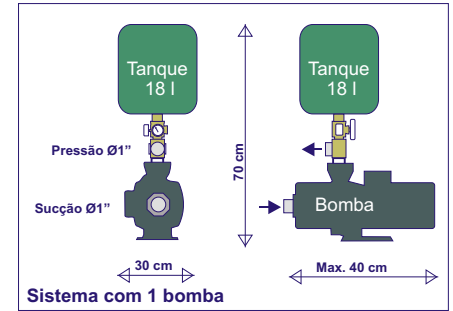 Tanque
18 l
Tanque
18 l
Pressão Ø1”
70 cm
Sucção Ø1”
Bomba
30 cm
Max. 40 cm
Sistema com 1 bomba